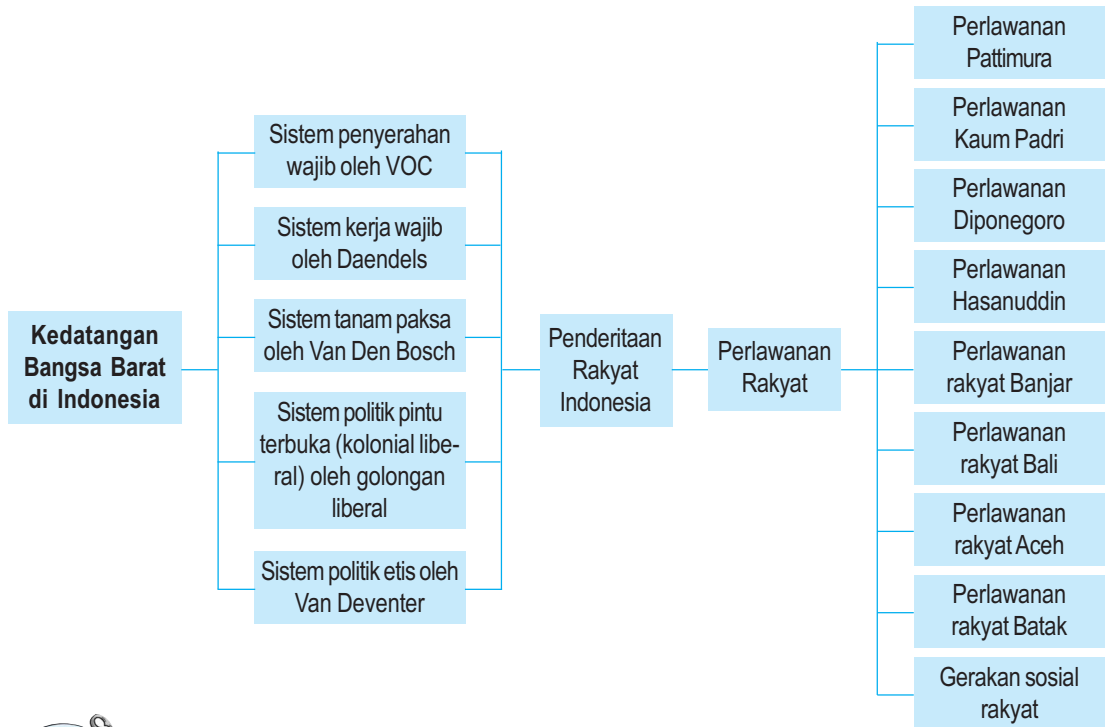 Kedatangan
Bangsa Barat
di Indonesia
Sistem penyerahan
wajib oleh VOC
Sistem kerja wajib
oleh Daendels
Sistem tanam paksa
oleh Van Den Bosch
Sistem politik pintu
terbuka (kolonial libe-
ral) oleh golongan
liberal
Sistem politik etis oleh
Van Deventer
Penderitaan
Rakyat
Indonesia
Perlawanan
Rakyat
Perlawanan
Pattimura
Perlawanan
Kaum Padri
Perlawanan
Diponegoro
Perlawanan
Hasanuddin
Perlawanan
rakyat Banjar
Perlawanan
rakyat Bali
Perlawanan
rakyat Aceh
Perlawanan
rakyat Batak
Gerakan sosial
rakyat